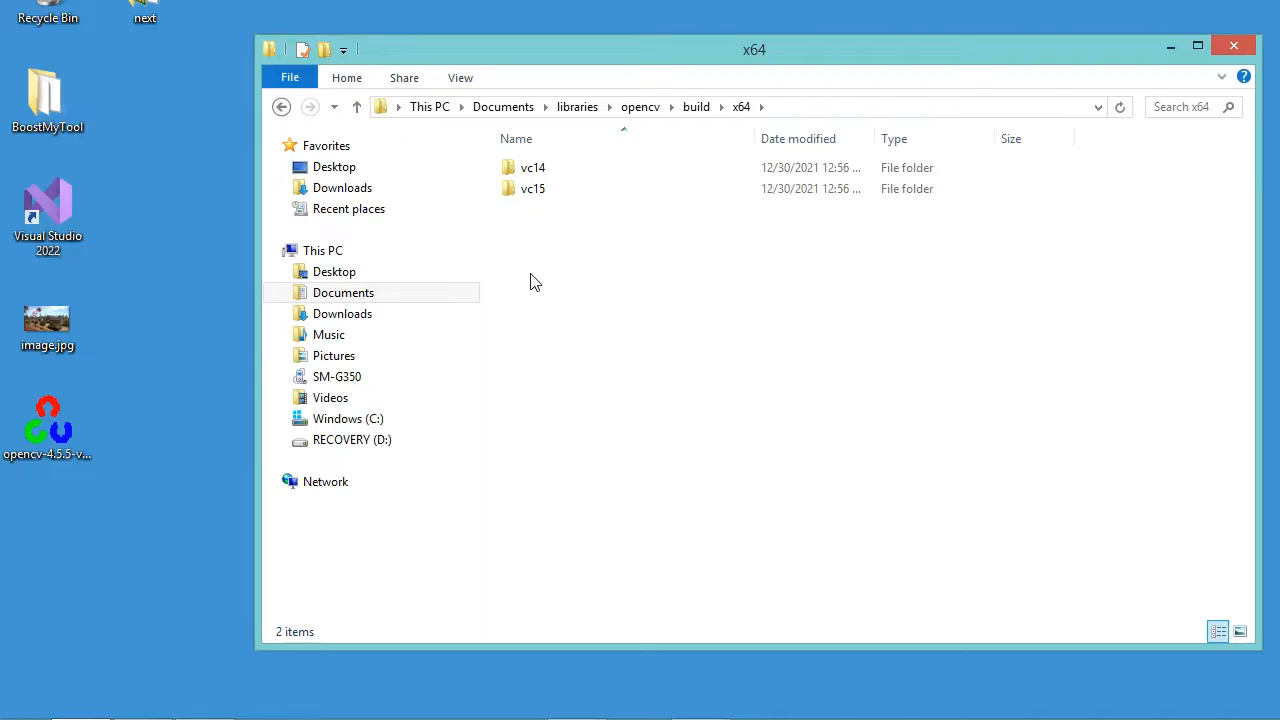 Recycle Bin
next
BoostMyTool
Visual Studio
2022
image.jpg
opencv-4.5.5-v...
x64
File Home Share View
This PC Documents libraries opencv build x64
Search x64
Name Date modified Type Size
vc14 12/30/2021 12:56 ... File folder
vc15 12/30/2021 12:56 ... File folder
Favorites
Desktop
Downloads
Recent places
This PC
Desktop
Documents
Downloads
Music
Pictures
SM-G350
Videos
Windows (C:)
RECOVERY (D:)
Network
2 items